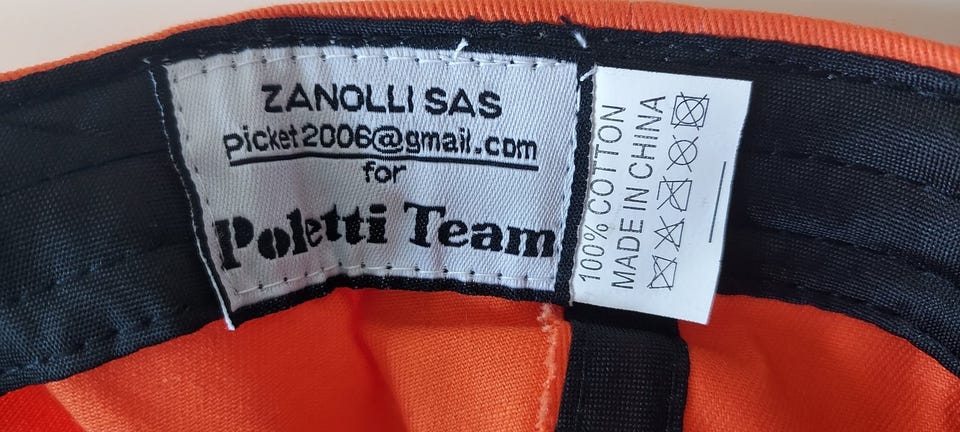 ZANOLLI SAS
Picket2006@gmail.com
for
Poletti Team
100% COTTON
MADE IN CHINA